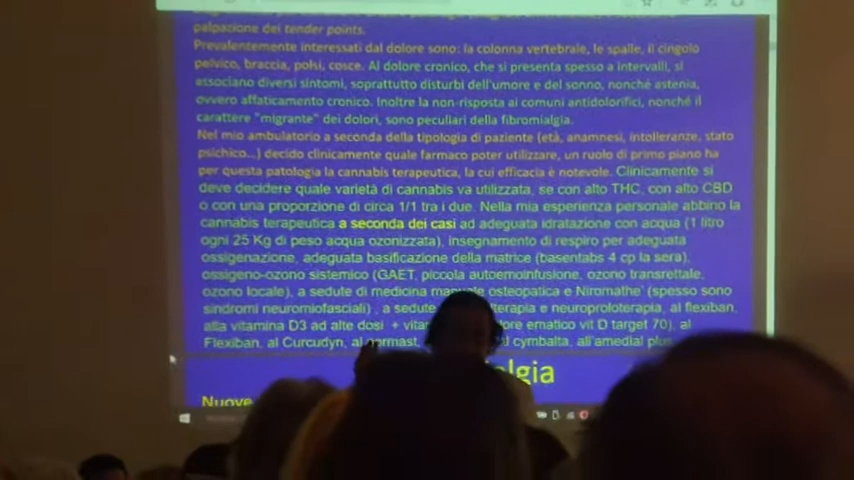 palpazione dei tender points.
Prevalentemente interessati dal dolore sono: la colonna vertebrale, le spalle, il cingolo
pelvico, braccia, polsi, cosce. Al dolore cronico, che si presenta spesso a intervalli, si
associano diversi sintomi, soprattutto disturbi dell'umore e del sonno, nonché astenia,
ovvero affaticamento cronico. Inoltre la non-risposta ai comuni antidolorifici, nonché il
carattere "migrante" dei dolori, sono peculiari della fibromialgia.
Nel mio ambulatorio a seconda della tipologia di paziente (età, anamnesi, intolleranze, stato
psichico...) decido clinicamente quale farmaco poter utilizzare, un ruolo di primo piano ha
per questa patologia la cannabis terapeutica, la cui efficacia è notevole. Clinicamente si
deve decidere quale varietà di cannabis va utilizzata, se con alto THC, con alto CBD
o con una proporzione di circa 1/1 tra i due. Nella mia esperienza personale abbino la
cannabis terapeutica a seconda dei casi ad adeguata idratazione con acqua (1 litro
ogni 25 Kg di peso acqua ozonizzata), insegnamento di respiro per adeguata
ossigenazione, adeguata basificazione della matrice (basentabs 4 cp la sera),
ossigeno-ozono sistemico (GAET, piccola autoemoinfusione, ozono transrettale,
ozono locale), a sedute di medicina manuale osteopatica e Niromathe' (spesso sono
sindromi neuromiofasciali) , a sedute terapia e neuroproloterapia, al flexiban,
alla vitamina D3 ad alte dosi + ematico vit D target 70), al
Flexiban, al Curcudyn, al cymbalta, all'amedial
Nuove